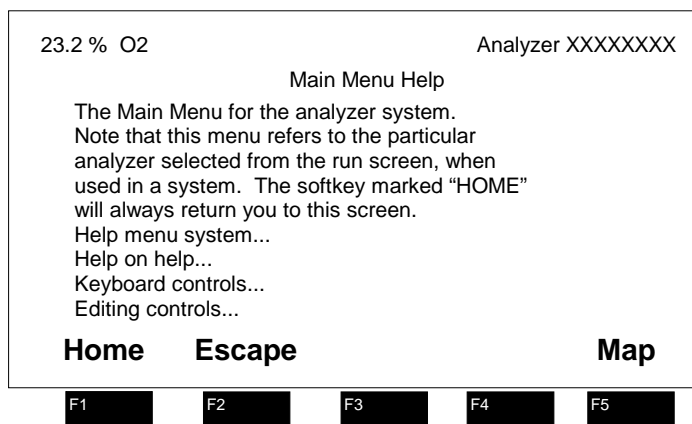 23.2 % O2 Analyzer XXXXXXXX
Main Menu Help
The Main Menu for the analyzer system.
Note that this menu refers to the particular
analyzer selected from the run screen, when
used in a system. The softkey marked “HOME”
will always return you to this screen.
Help menu system...
Help on help...
Keyboard controls...
Editing controls...
Home Escape Map
F1 F2 F3 F4 F5